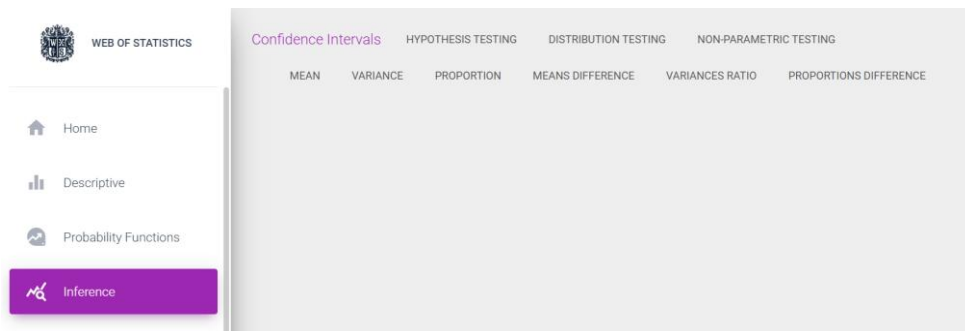 WEB OF STATISTICS
Confidence Intervals HYPOTHESIS TESTING DISTRIBUTION TESTING NON-PARAMETRIC TESTING
MEAN VARIANCE PROPORTION MEANS DIFFERENCE VARIANCES RATIO PROPORTIONS DIFFERENCE
Home
Descriptive
Probability Functions
Inference